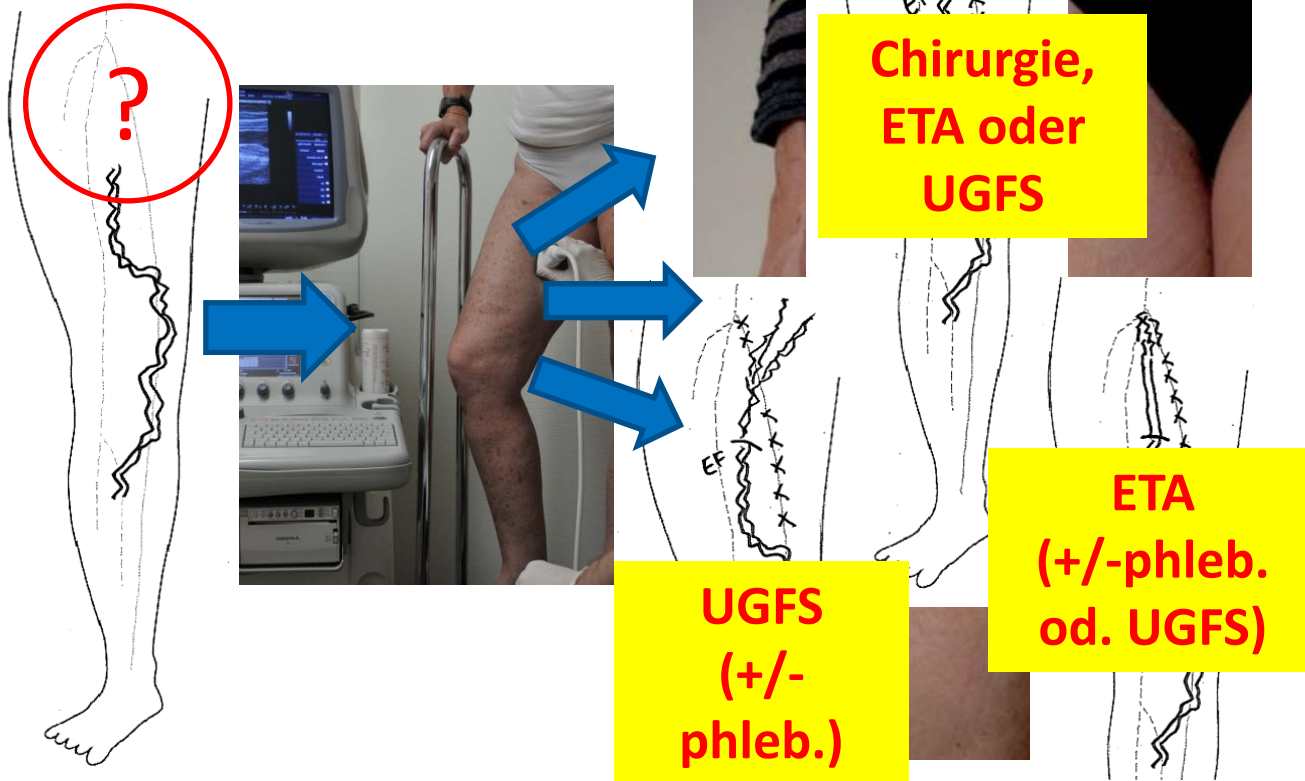 ?
Chirurgie,
ETA oder
UGFS
EF
UGFS
(+/-
phleb.)
ETA
(+/-phleb.
od. UGFS)